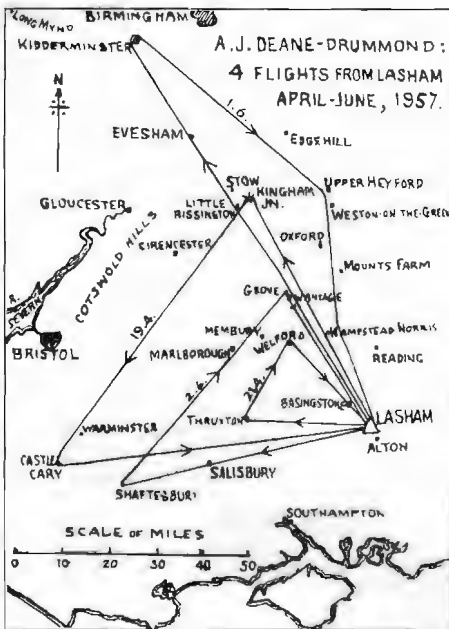 BIRMINGHAM
LONG MYND
KIDDERMINSTER
A.J. DEANE-DRUMMOND:
4 FLIGHTS FROM LASHAM
APRIL-JUNE, 1957.
N
1.6.
EVESHAM
EDGEHILL
STOW
KINGHAM
JN.
UPPER HEYFORD
LITTLE
RISSINGTON
WESTON-ON-THE-GREEN
GLOUCESTER
OXFORD
CIRENCESTER
COTSWOLD HILLS
MOUNTS FARM
R.
SEVERN
GROVE
WANTAGE
19.4.
MEMBURY
WELFORD
HAMPSTEAD NORRIS
BRISTOL
MARLBOROUGH
READING
2.6.
21.4.
BASINGSTOKE
THRUXTON
LASHAM
WARMINSTER
ALTON
CASTLE
CARY
SALISBURY
SHAFTESBURY
SOUTHAMPTON
SCALE OF MILES
0 10 20 30 40 50